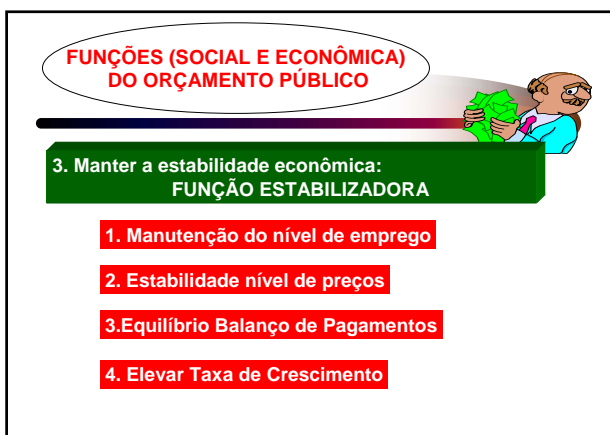 FUNÇÕES (SOCIAL E ECONÔMICA)
DO ORÇAMENTO PÚBLICO
3. Manter a estabilidade econômica:
FUNÇÃO ESTABILIZADORA
1. Manutenção do nível de emprego
2. Estabilidade nível de preços
3.Equilíbrio Balanço de Pagamentos
4. Elevar Taxa de Crescimento